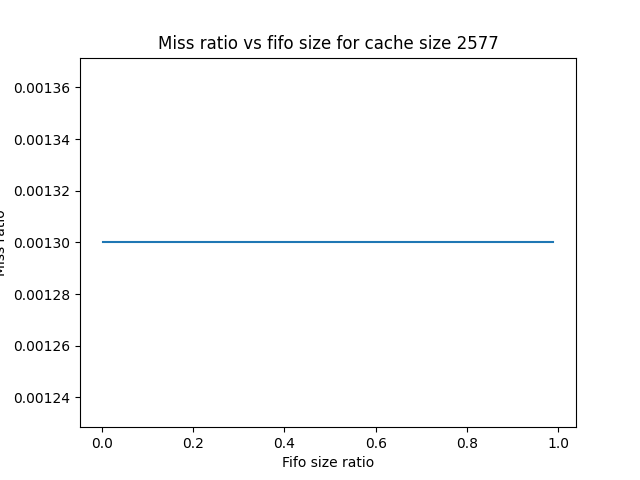 Miss ratio vs fifo size for cache size 2577
0.00136
0.00134
0.00132
0.00130
0.00128
0.00126
0.00124
Miss ratio
0.0 0.2 0.4 0.6 0.8 1.0
Fifo size ratio